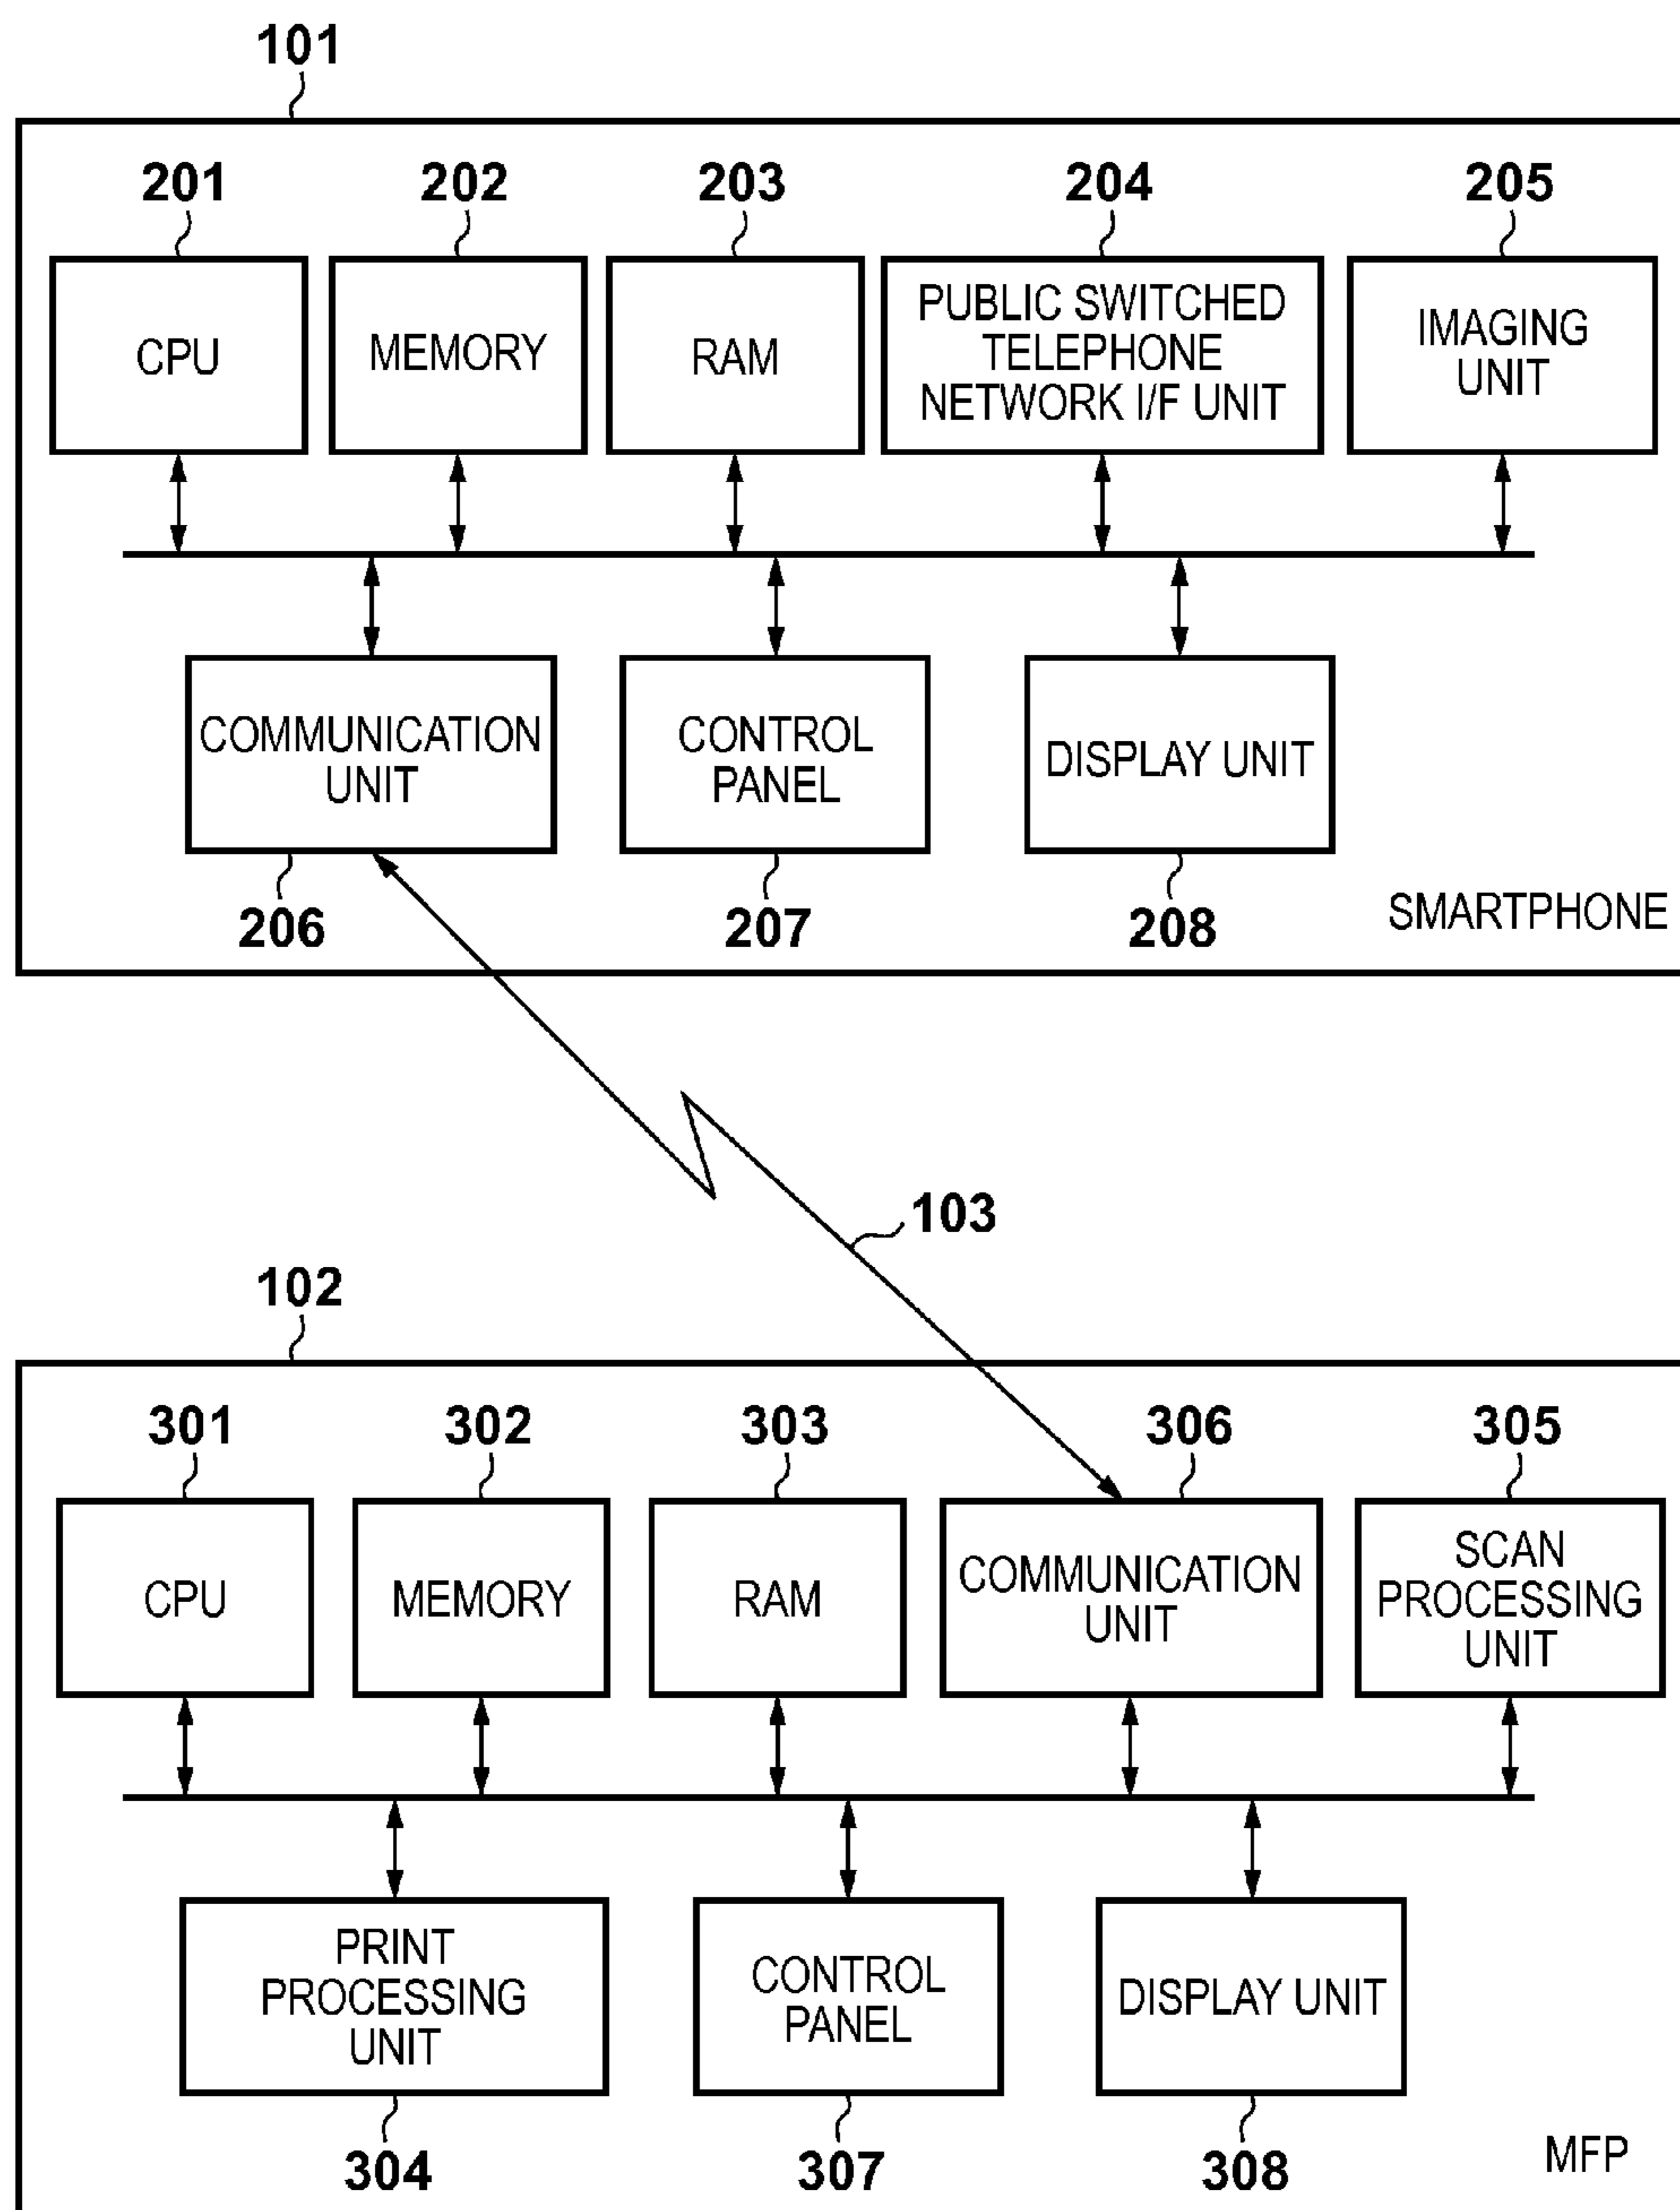 101
201
202
203
204
205
CPU
MEMORY
RAM
PUBLIC SWITCHED
TELEPHONE
NETWORK I/F UNIT
IMAGING
UNIT
COMMUNICATION
UNIT
CONTROL
PANEL
DISPLAY UNIT
206
207
208
SMARTPHONE
103
102
301
302
303
306
305
CPU
MEMORY
RAM
COMMUNICATION
UNIT
SCAN
PROCESSING
UNIT
PRINT
PROCESSING
UNIT
CONTROL
PANEL
DISPLAY UNIT
304
307
308
MFP